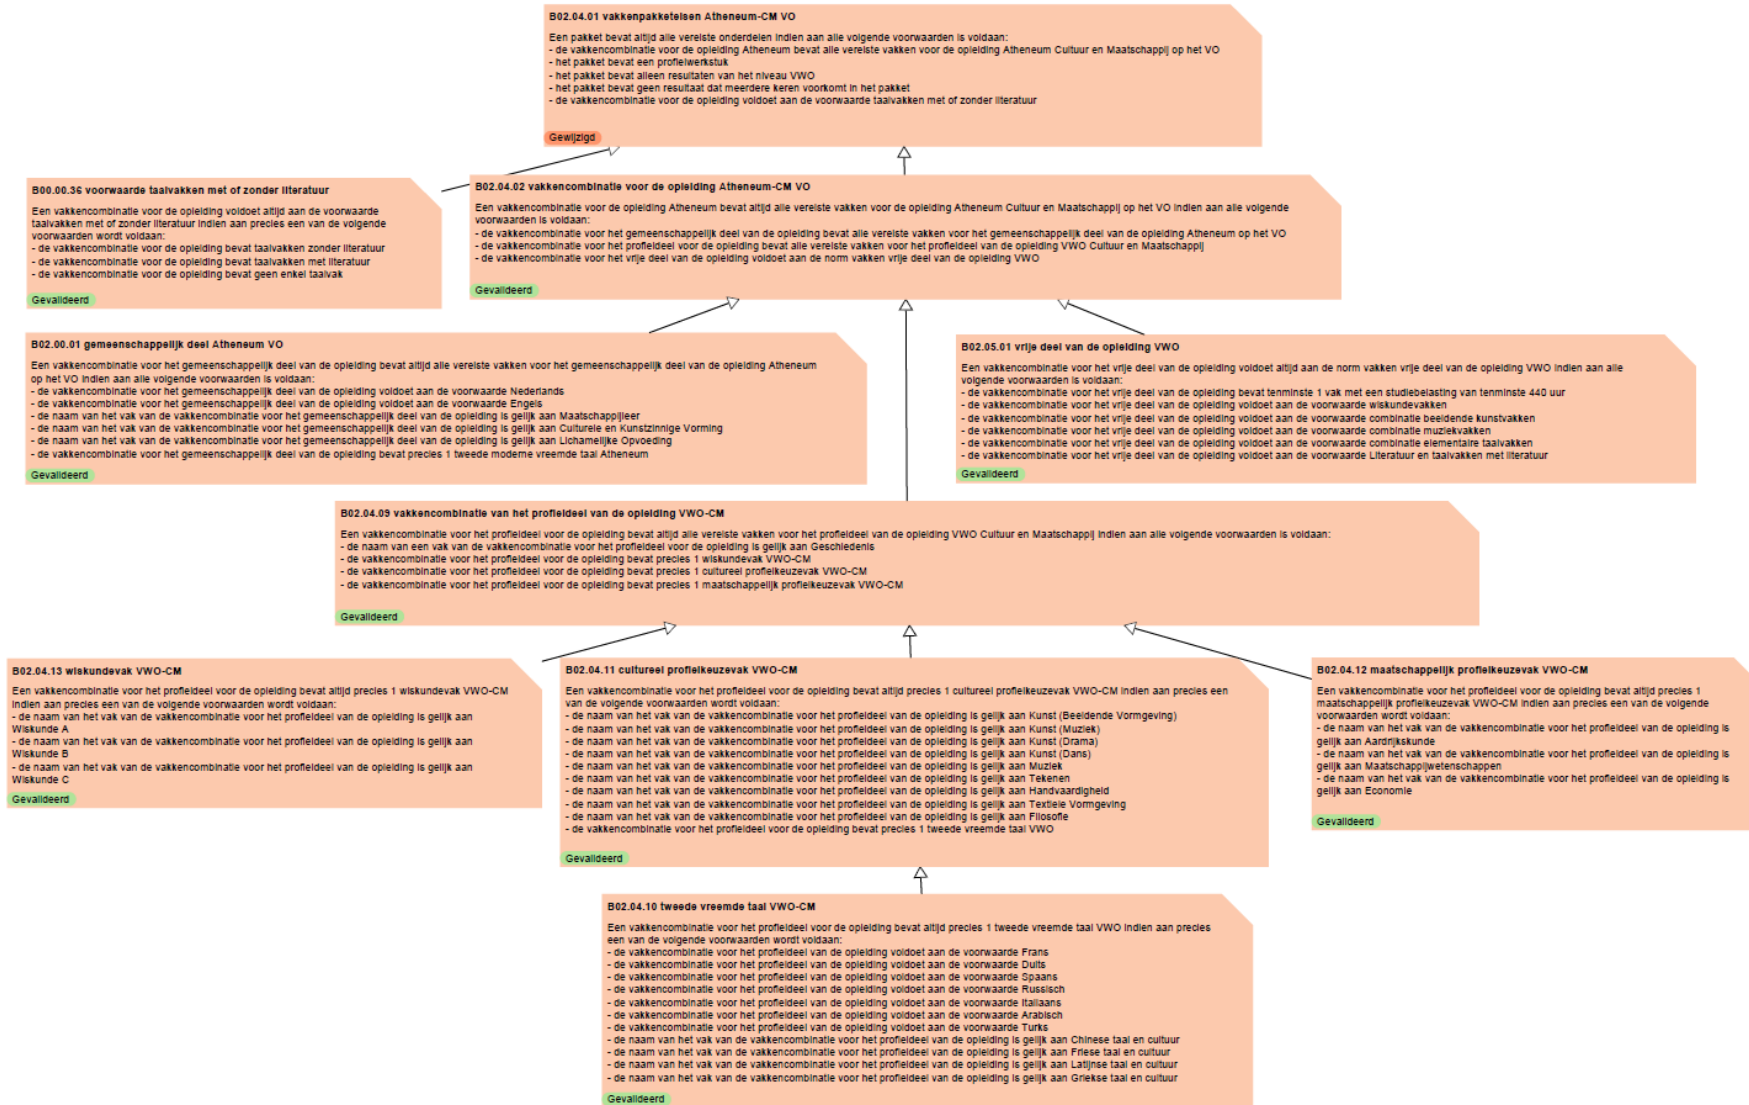 B02.04.01 vakkenpakketeisen Atheneum-CM VO
Een pakket bevat altijd alle vereiste onderdelen indien aan alle volgende voorwaarden is voldaan:
- de vakkencombinatie voor de opleiding Atheneum bevat alle vereiste vakken voor de opleiding Atheneum Cultuur en Maatschappij op het VO
- het pakket bevat een profielwerkstuk
- het pakket bevat alleen resultaten van het niveau VWO
- het pakket bevat geen resultaat dat meerdere keren voorkomt in het pakket
- de vakkencombinatie voor de opleiding voldoet aan de voorwaarde taalvakken met of zonder literatuur
Gewijzigd
B00.00.36 voorwaarde taalvakken met of zonder literatuur
Een vakkencombinatie voor de opleiding voldoet altijd aan de voorwaarde
taalvakken met of zonder literatuur indien aan precies een van de volgende
voorwaarden wordt voldaan:
- de vakkencombinatie voor de opleiding bevat taalvakken zonder literatuur
- de vakkencombinatie voor de opleiding bevat taalvakken met literatuur
- de vakkencombinatie voor de opleiding bevat geen enkel taalvak
Gevalideerd
B02.04.02 vakkencombinatie voor de opleiding Atheneum-CM VO
Een vakkencombinatie voor de opleiding Atheneum bevat altijd alle vereiste vakken voor de opleiding Atheneum Cultuur en Maatschappij op het VO indien aan alle volgende
voorwaarden is voldaan:
- de vakkencombinatie voor het gemeenschappelijk deel van de opleiding bevat alle vereiste vakken voor het gemeenschappelijk deel van de opleiding Atheneum op het VO
- de vakkencombinatie voor het profieldeel voor de opleiding bevat alle vereiste vakken voor het profieldeel van de opleiding VWO Cultuur en Maatschappij
- de vakkencombinatie voor het vrije deel van de opleiding voldoet aan de norm vakken vrije deel van de opleiding VWO
Gevalideerd
B02.00.01 gemeenschappelijk deel Atheneum VO
Een vakkencombinatie voor het gemeenschappelijk deel van de opleiding bevat altijd alle vereiste vakken voor het gemeenschappelijk deel van de opleiding Atheneum
op het VO indien aan alle volgende voorwaarden is voldaan:
- de vakkencombinatie voor het gemeenschappelijk deel van de opleiding voldoet aan de voorwaarde Nederlands
- de vakkencombinatie voor het gemeenschappelijk deel van de opleiding voldoet aan de voorwaarde Engels
- de naam van het vak van de vakkencombinatie voor het gemeenschappelijk deel van de opleiding is gelijk aan Maatschappijleer
- de naam van het vak van de vakkencombinatie voor het gemeenschappelijk deel van de opleiding is gelijk aan Culturele en Kunstzinnige Vorming
- de naam van het vak van de vakkencombinatie voor het gemeenschappelijk deel van de opleiding is gelijk aan Lichamelijke Opvoeding
- de vakkencombinatie voor het gemeenschappelijk deel van de opleiding bevat precies 1 tweede moderne vreemde taal Atheneum
Gevalideerd
B02.05.01 vrije deel van de opleiding VWO
Een vakkencombinatie voor het vrije deel van de opleiding voldoet altijd aan de norm vakken vrije deel van de opleiding VWO indien aan alle
volgende voorwaarden is voldaan:
- de vakkencombinatie voor het vrije deel van de opleiding bevat tenminste 1 vak met een studiebelasting van tenminste 440 uur
- de vakkencombinatie voor het vrije deel van de opleiding voldoet aan de voorwaarde wiskundevakken
- de vakkencombinatie voor het vrije deel van de opleiding voldoet aan de voorwaarde combinatie beeldende kunstvakken
- de vakkencombinatie voor het vrije deel van de opleiding voldoet aan de voorwaarde combinatie muziekvakken
- de vakkencombinatie voor het vrije deel van de opleiding voldoet aan de voorwaarde combinatie elementaire taalvakken
- de vakkencombinatie voor het vrije deel van de opleiding voldoet aan de voorwaarde Literatuur en taalvakken met literatuur
Gevalideerd
B02.04.09 vakkencombinatie van het profieldeel van de opleiding VWO-CM
Een vakkencombinatie voor het profieldeel voor de opleiding bevat altijd alle vereiste vakken voor het profieldeel van de opleiding VWO Cultuur en Maatschappij indien aan alle volgende voorwaarden is voldaan:
- de naam van een vak van de vakkencombinatie voor het profieldeel voor de opleiding is gelijk aan Geschiedenis
- de vakkencombinatie voor het profieldeel voor de opleiding bevat precies 1 wiskundevak VWO-CM
- de vakkencombinatie voor het profieldeel voor de opleiding bevat precies 1 cultureel profielkeuzevak VWO-CM
- de vakkencombinatie voor het profieldeel voor de opleiding bevat precies 1 maatschappelijk profielkeuzevak VWO-CM
Gevalideerd
B02.04.13 wiskundevak VWO-CM
Een vakkencombinatie voor het profieldeel voor de opleiding bevat altijd precies 1 wiskundevak VWO-CM
indien aan precies een van de volgende voorwaarden wordt voldaan:
- de naam van het vak van de vakkencombinatie voor het profieldeel van de opleiding is gelijk aan
Wiskunde A
- de naam van het vak van de vakkencombinatie voor het profieldeel van de opleiding is gelijk aan
Wiskunde B
- de naam van het vak van de vakkencombinatie voor het profieldeel van de opleiding is gelijk aan
Wiskunde C
Gevalideerd
B02.04.11 cultureel profielkeuzevak VWO-CM
Een vakkencombinatie voor het profieldeel voor de opleiding bevat altijd precies 1 cultureel profielkeuzevak VWO-CM indien aan precies een
van de volgende voorwaarden wordt voldaan:
- de naam van het vak van de vakkencombinatie voor het profieldeel van de opleiding is gelijk aan Kunst (Beeldende Vormgeving)
- de naam van het vak van de vakkencombinatie voor het profieldeel van de opleiding is gelijk aan Kunst (Muziek)
- de naam van het vak van de vakkencombinatie voor het profieldeel van de opleiding is gelijk aan Kunst (Drama)
- de naam van het vak van de vakkencombinatie voor het profieldeel van de opleiding is gelijk aan Kunst (Dans)
- de naam van het vak van de vakkencombinatie voor het profieldeel van de opleiding is gelijk aan Muziek
- de naam van het vak van de vakkencombinatie voor het profieldeel van de opleiding is gelijk aan Tekenen
- de naam van het vak van de vakkencombinatie voor het profieldeel van de opleiding is gelijk aan Handvaardigheid
- de naam van het vak van de vakkencombinatie voor het profieldeel van de opleiding is gelijk aan Textiele Vormgeving
- de naam van het vak van de vakkencombinatie voor het profieldeel van de opleiding is gelijk aan Filosofie
- de vakkencombinatie voor het profieldeel voor de opleiding bevat precies 1 tweede vreemde taal VWO
Gevalideerd
B02.04.12 maatschappelijk profielkeuzevak VWO-CM
Een vakkencombinatie voor het profieldeel voor de opleiding bevat altijd precies 1
maatschappelijk profielkeuzevak VWO-CM indien aan precies een van de volgende
voorwaarden wordt voldaan:
- de naam van het vak van de vakkencombinatie voor het profieldeel van de opleiding is
gelijk aan Aardrijkskunde
- de naam van het vak van de vakkencombinatie voor het profieldeel van de opleiding is
gelijk aan Maatschappijwetenschappen
- de naam van het vak van de vakkencombinatie voor het profieldeel van de opleiding is
gelijk aan Economie
Gevalideerd
B02.04.10 tweede vreemde taal VWO-CM
Een vakkencombinatie voor het profieldeel voor de opleiding bevat altijd precies 1 tweede vreemde taal VWO indien aan precies
een van de volgende voorwaarden wordt voldaan:
- de vakkencombinatie voor het profieldeel van de opleiding voldoet aan de voorwaarde Frans
- de vakkencombinatie voor het profieldeel van de opleiding voldoet aan de voorwaarde Duits
- de vakkencombinatie voor het profieldeel van de opleiding voldoet aan de voorwaarde Spaans
- de vakkencombinatie voor het profieldeel van de opleiding voldoet aan de voorwaarde Russisch
- de vakkencombinatie voor het profieldeel van de opleiding voldoet aan de voorwaarde Italiaans
- de vakkencombinatie voor het profieldeel van de opleiding voldoet aan de voorwaarde Arabisch
- de vakkencombinatie voor het profieldeel van de opleiding voldoet aan de voorwaarde Turks
- de naam van het vak van de vakkencombinatie voor het profieldeel van de opleiding is gelijk aan Chinese taal en cultuur
- de naam van het vak van de vakkencombinatie voor het profieldeel van de opleiding is gelijk aan Friese taal en cultuur
- de naam van het vak van de vakkencombinatie voor het profieldeel van de opleiding is gelijk aan Latijnse taal en cultuur
- de naam van het vak van de vakkencombinatie voor het profieldeel van de opleiding is gelijk aan Griekse taal en cultuur
Gevalideerd